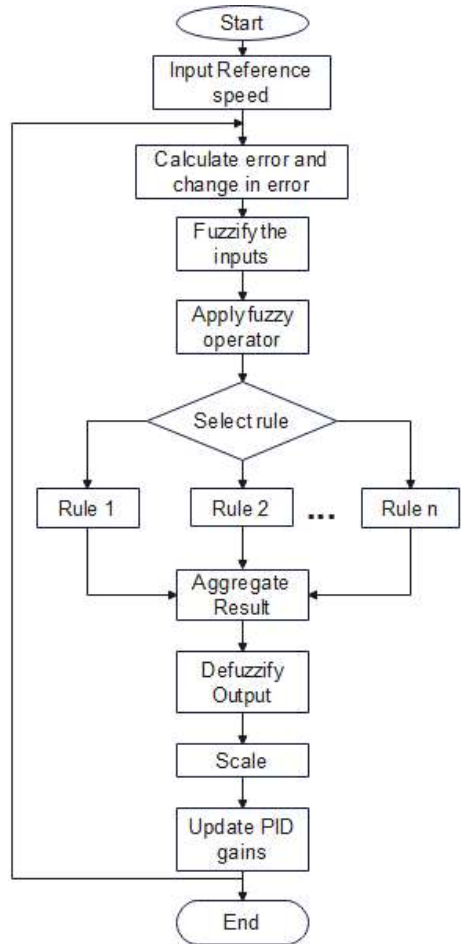 Start
Input Reference
speed
Calculate error and
change in error
Fuzzify the
inputs
Apply fuzzy
operator
Select rule
Rule 1
Rule 2
...
Rule n
Aggregate
Result
Defuzzify
Output
Scale
Update PID
gains
End